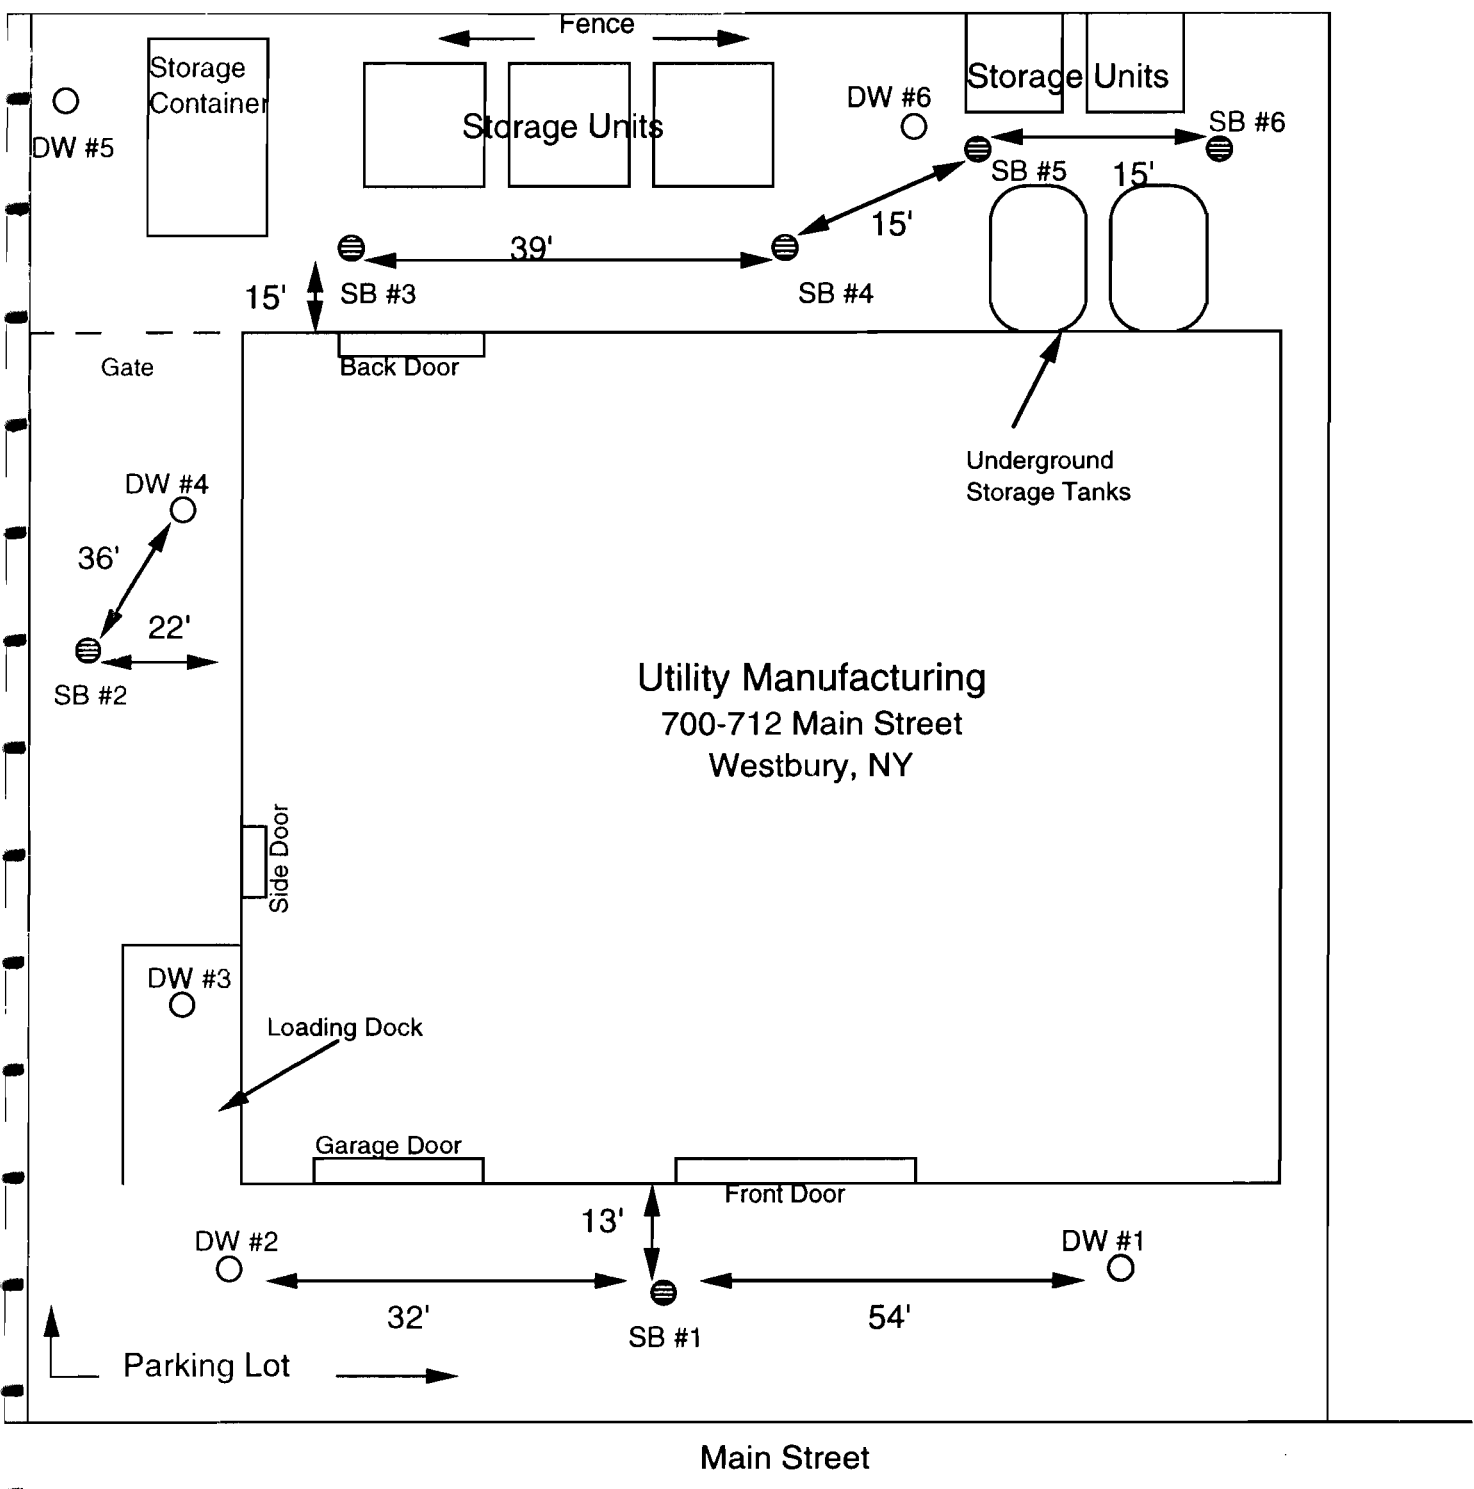 Fence
Storage
Container
Storage Units
Storage Units
DW #6
SB #6
DW #5
SB #5
15'
15'
39'
15'
SB #3
SB #4
Gate
Back Door
Underground
Storage Tanks
DW #4
36'
22'
SB #2
Utility Manufacturing
700-712 Main Street
Westbury, NY
Side Door
DW #3
Loading Dock
Garage Door
Front Door
13'
DW #2
DW #1
32'
54'
SB #1
Parking Lot
Main Street